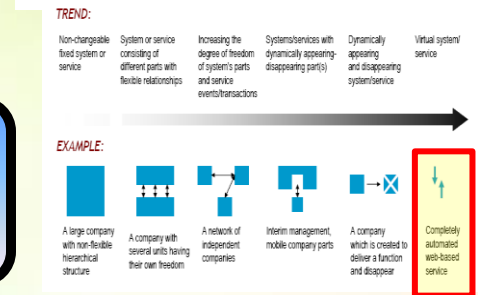 TREND:
Non-changeable
fixed system or
service
System or service
consisting of
different parts with
flexible relationships
Increasing the
degree of freedom
of system's parts
and service
events/transactions
Systems/services with
dynamically appearing-
disappearing part(s)
Dynamically
appearing
and disappearing
system/service
Virtual system/
service
EXAMPLE:
A large company
with non-flexible
hierarchical
structure
A company with
several units having
their own freedom
A network of
independent
companies
Interim management,
mobile company parts
A company
which is created to
deliver a function
and disappear
Completely
automated
web-based
service